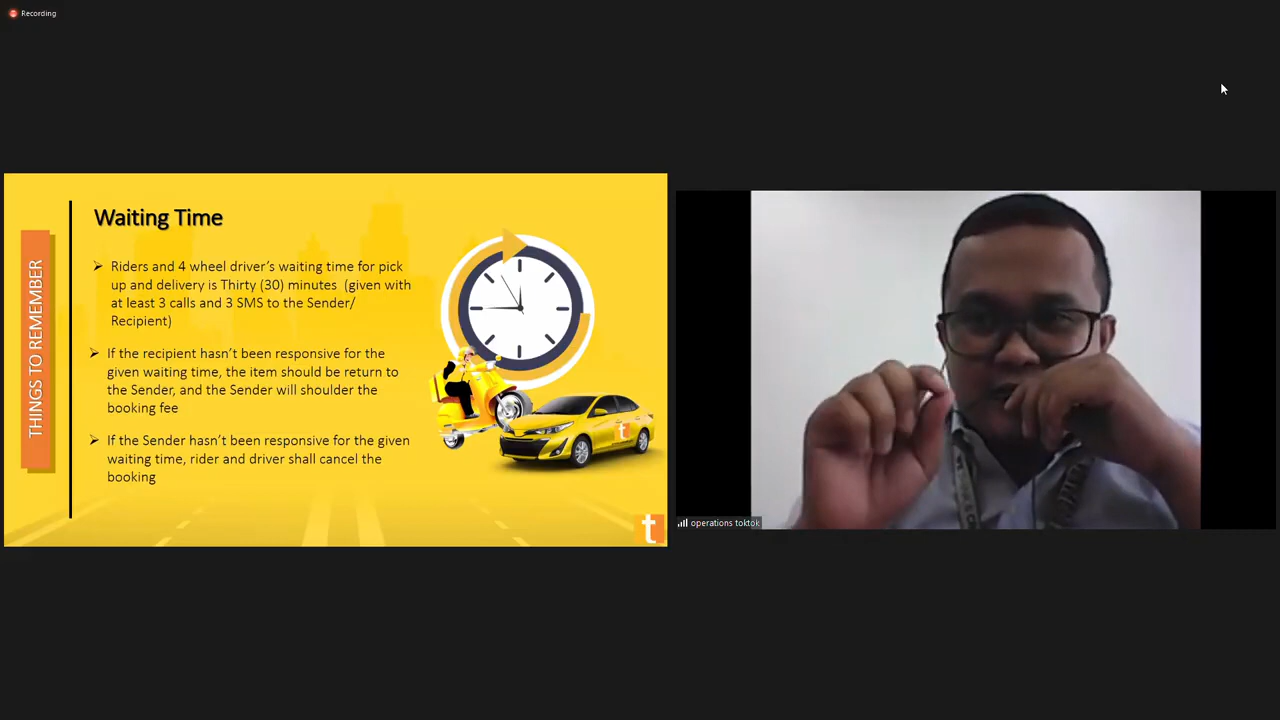 Recording
THINGS TO REMEMBER
Waiting Time
Riders and 4 wheel driver's waiting time for pick
up and delivery is Thirty (30) minutes (given with
at least 3 calls and 3 SMS to the Sender/
Recipient)
If the recipient hasn't been responsive for the
given waiting time, the item should be return to
the Sender, and the Sender will shoulder the
booking fee
If the Sender hasn't been responsive for the given
waiting time, rider and driver shall cancel the
booking
t
t
operations toktok